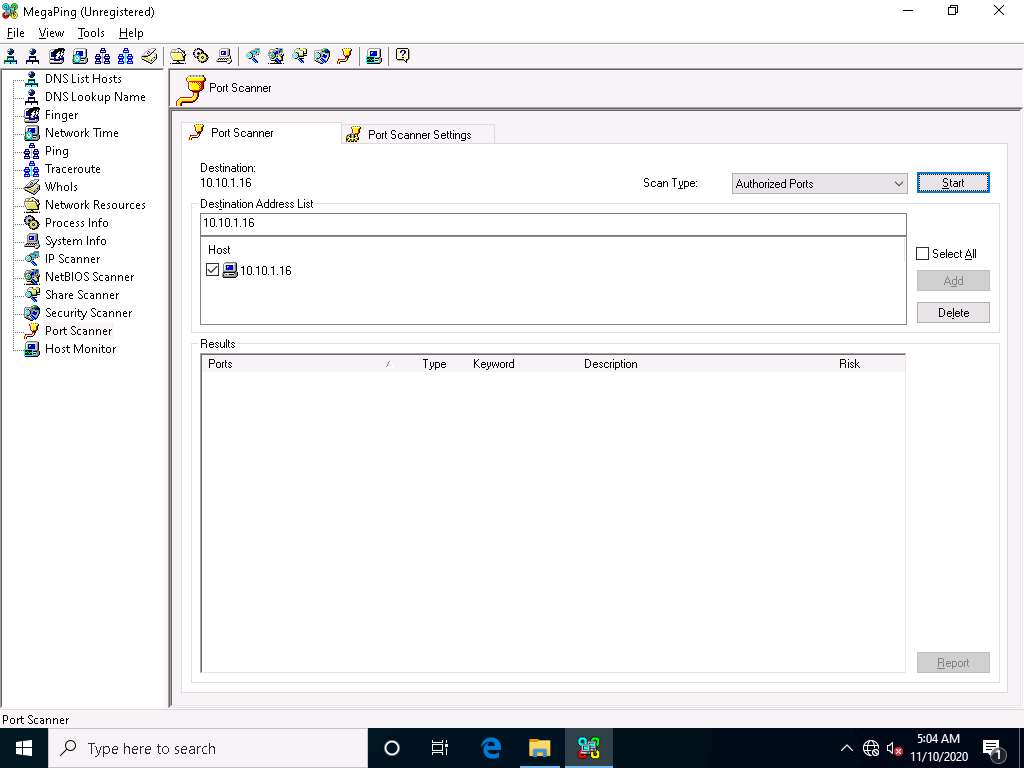 MegaPing (Unregistered)
File View Tools Help
DNS List Hosts
DNS Lookup Name
Finger
Network Time
Ping
Traceroute
WhoIs
Network Resources
Process Info
System Info
IP Scanner
NetBIOS Scanner
Share Scanner
Security Scanner
Port Scanner
Host Monitor
Port Scanner
Port Scanner
Port Scanner Settings
Destination:
10.10.1.16
Scan Type:
Authorized Ports
Start
Destination Address List
10.10.1.16
Host
10.10.1.16
Select All
Add
Delete
Results
Ports Type Keyword Description Risk
Report
Port Scanner
Type here to search
5:04 AM
11/10/2020
1